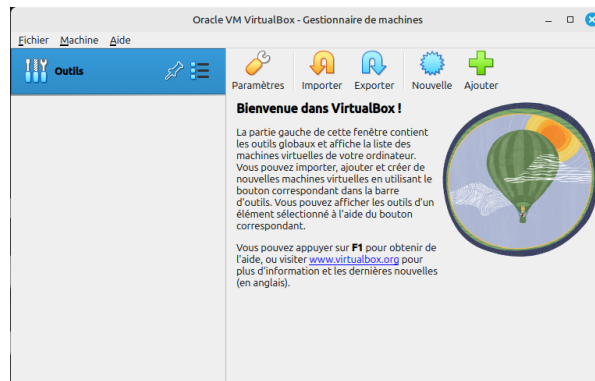 Oracle VM VirtualBox - Gestionnaire de machines
Fichier Machine Aide
Outils
Paramètres Importer Exporter Nouvelle Ajouter
Bienvenue dans VirtualBox !
La partie gauche de cette fenêtre contient
les outils globaux et affiche la liste des
machines virtuelles de votre ordinateur.
Vous pouvez importer, ajouter et créer de
nouvelles machines virtuelles en utilisant le
bouton correspondant dans la barre
d'outils. Vous pouvez afficher les outils d'un
élément sélectionné à l'aide du bouton
correspondant.
Vous pouvez appuyer sur F1 pour obtenir de
l'aide, ou visiter www.virtualbox.org pour
plus d'information et les dernières nouvelles
(en anglais).